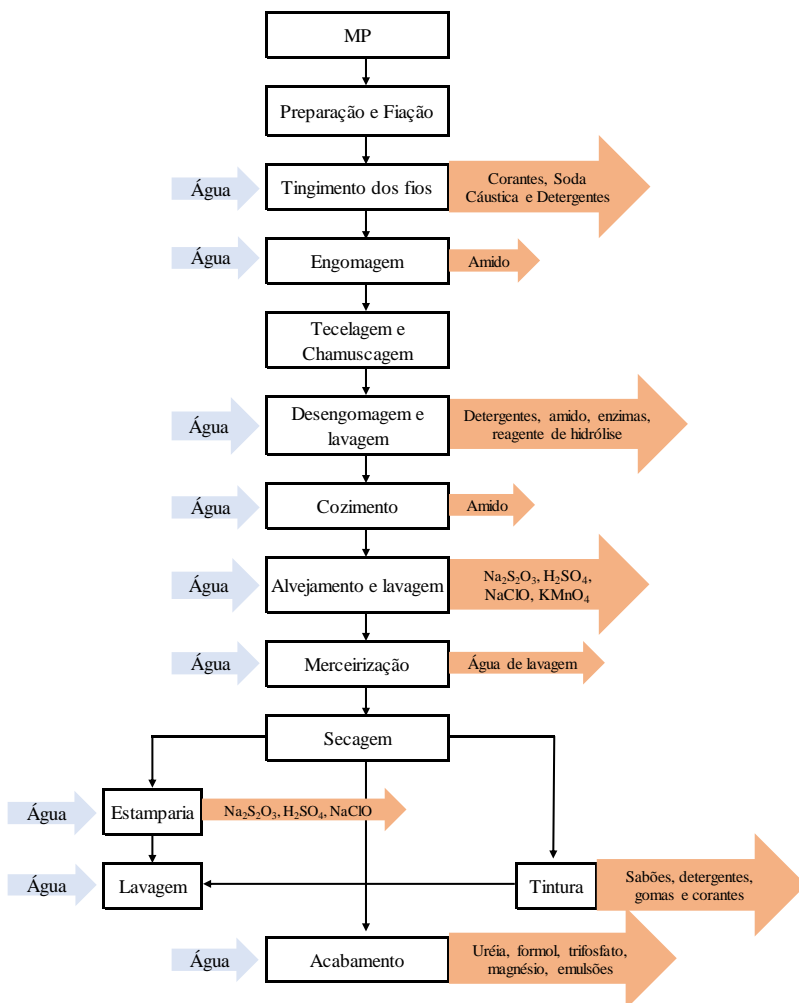 MP
Preparação e Fiação
Água
Tingimento dos fios
Corantes, Soda
Cáustica e Detergentes
Água
Engomagem
Amido
Tecelagem e
Chamuscagem
Água
Desengomagem e
lavagem
Detergentes, amido, enzimas,
reagente de hidrólise
Água
Cozimento
Amido
Água
Alvejamento e lavagem
Na₂S₂O₃, H₂SO₄,
NaClO, KMnO₄
Água
Merceirização
Água de lavagem
Secagem
Água
Estamparia
Na₂S₂O₃, H₂SO₄, NaClO
Água
Lavagem
Tintura
Sabões, detergentes,
gomas e corantes
Água
Acabamento
Uréia, formol, trifosfato,
magnésio, emulsões